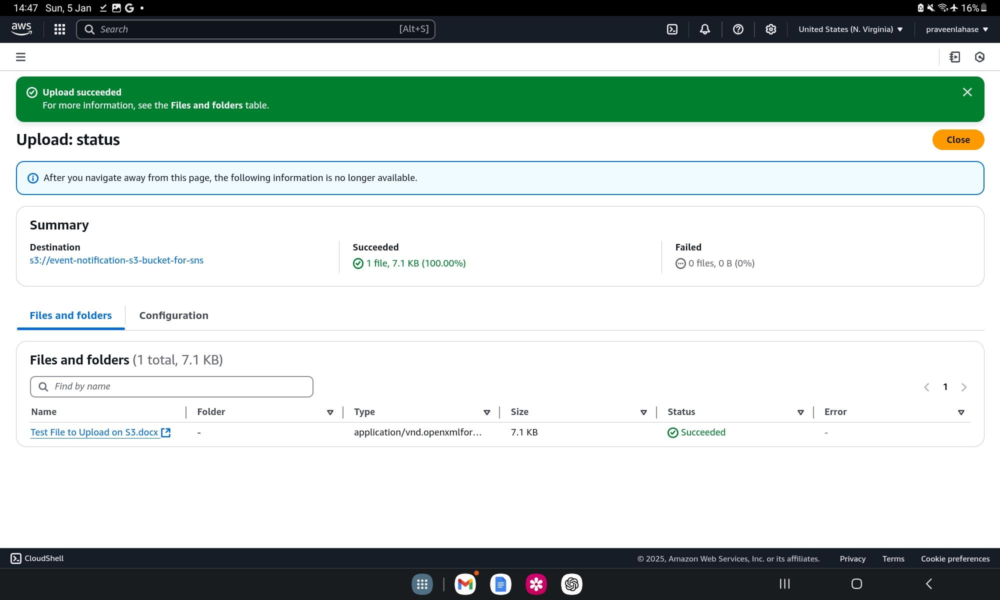 14:47 Sun, 5 Jan
16%
aws
Search [Alt+S]
United States (N. Virginia)
praveenlahase
Upload succeeded
For more information, see the Files and folders table.
Upload: status
Close
After you navigate away from this page, the following information is no longer available.
Summary
Destination
s3://event-notification-s3-bucket-for-sns
Succeeded
1 file, 7.1 KB (100.00%)
Failed
0 files, 0 B (0%)
Files and folders
Configuration
Files and folders (1 total, 7.1 KB)
Find by name
1
Name Folder Type Size Status Error
Test File to Upload on S3.docx - application/vnd.openxmlfor... 7.1 KB Succeeded -
CloudShell
© 2025, Amazon Web Services, Inc. or its affiliates.
Privacy
Terms
Cookie preferences